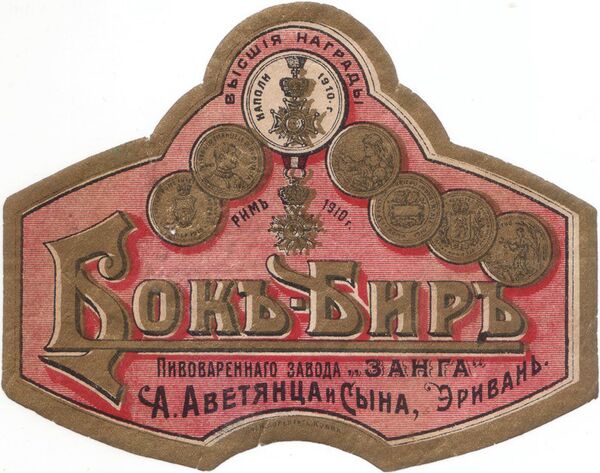 ВЫСШІЯ НАГРАДЫ
НАПОЛИ 1910. г.
РИМЪ 1910 г.
БОКЪ-БИРЪ
ПИВОВАРЕННАГО ЗАВОДА „ЗАНГА“
А. АВЕТЯНЦА и СЫНА, ЭРИВАНЬ.